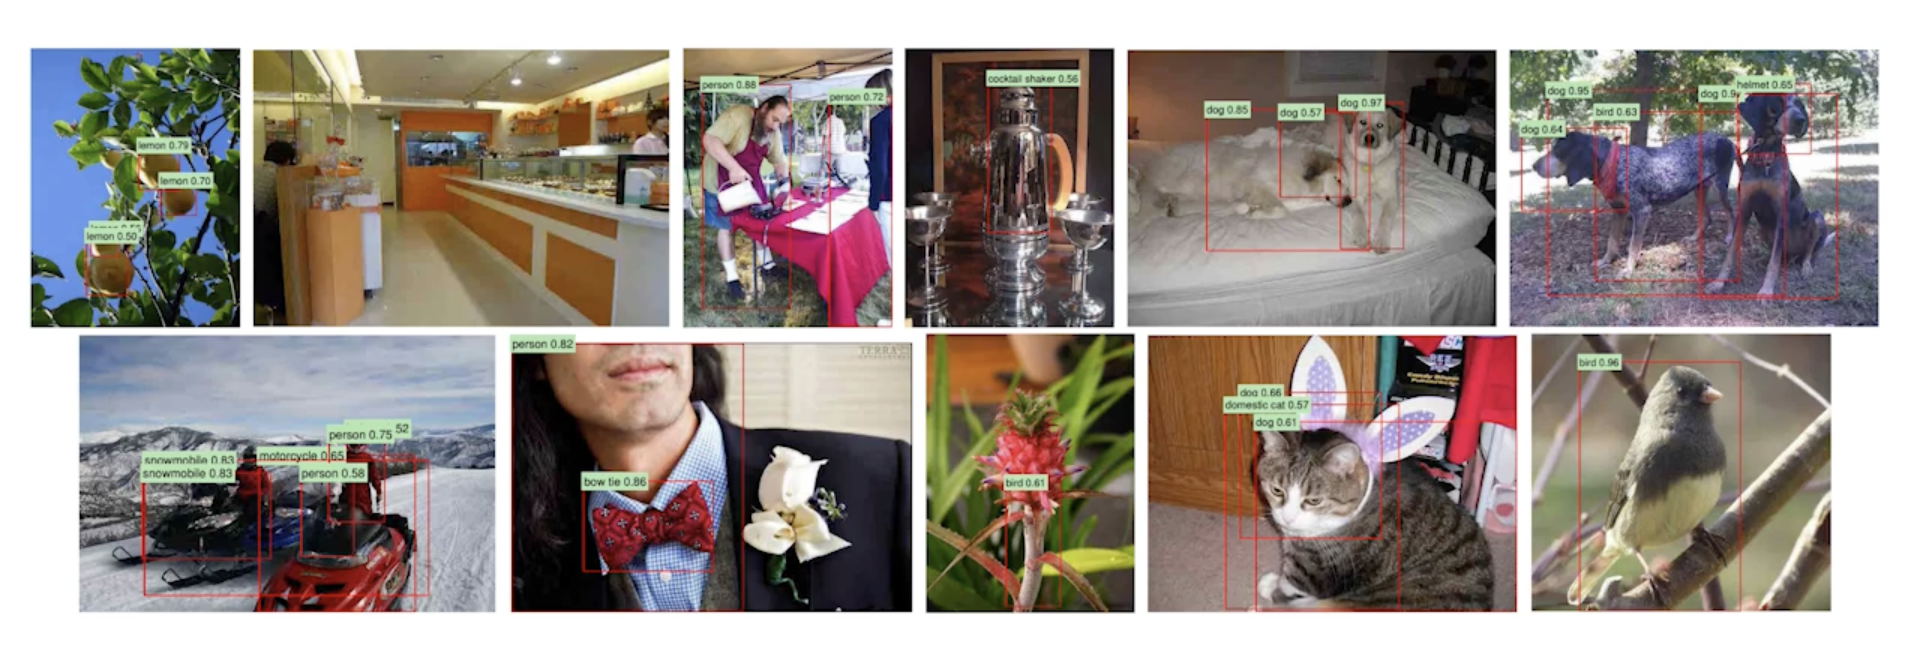 lemon 0.79
lemon 0.70
lemon 0.50
person 0.88
person 0.72
cocktail shaker 0.56
dog 0.85
dog 0.57
dog 0.97
dog 0.95
dog 0.9
helmet 0.65
bird 0.63
dog 0.64
person 0.75
52
snowmobile 0.83
motorcycle 0.65
snowmobile 0.83
person 0.58
person 0.82
TERRA
bow tie 0.86
bird 0.61
dog 0.66
domestic cat 0.57
dog 0.61
bird 0.96